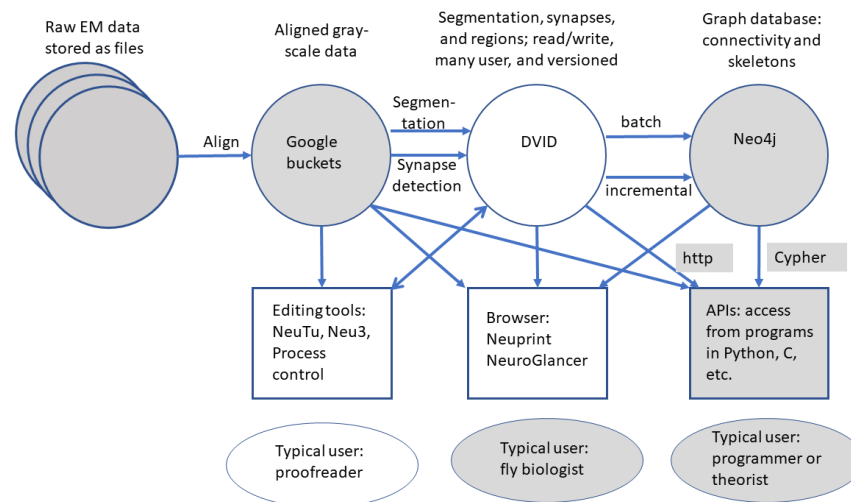 Raw EM data
stored as files
Aligned gray-
scale data
Segmentation, synapses,
and regions; read/write,
many user, and versioned
Graph database:
connectivity and
skeletons
Align
Google
buckets
Segmen-
tation
Synapse
detection
DVID
batch
incremental
Neo4j
http
Cypher
Editing tools:
NeuTu, Neu3,
Process
control
Browser:
Neuprint
NeuroGlancer
APIs: access
from programs
in Python, C,
etc.
Typical user:
proofreader
Typical user:
fly biologist
Typical user:
programmer or
theorist